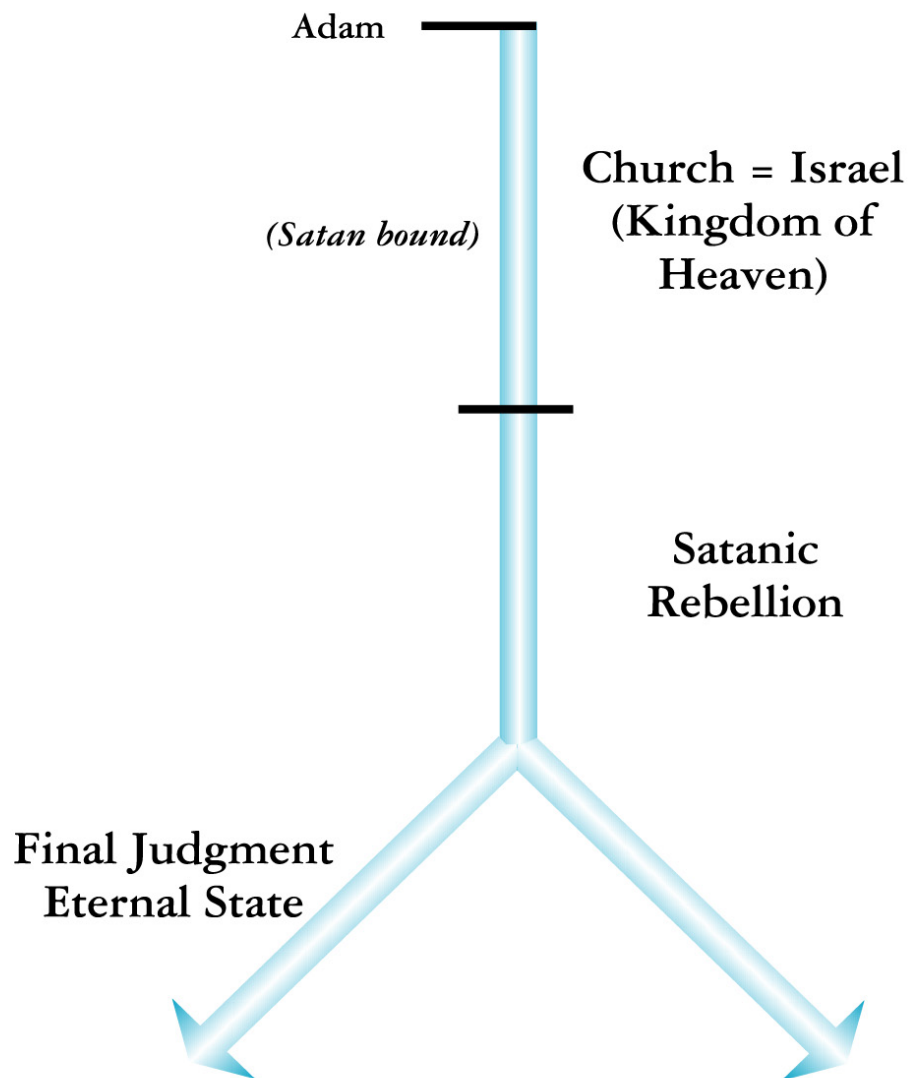 Adam
Church = Israel
(Kingdom of
Heaven)
(Satan bound)
Satanic
Rebellion
Final Judgment
Eternal State